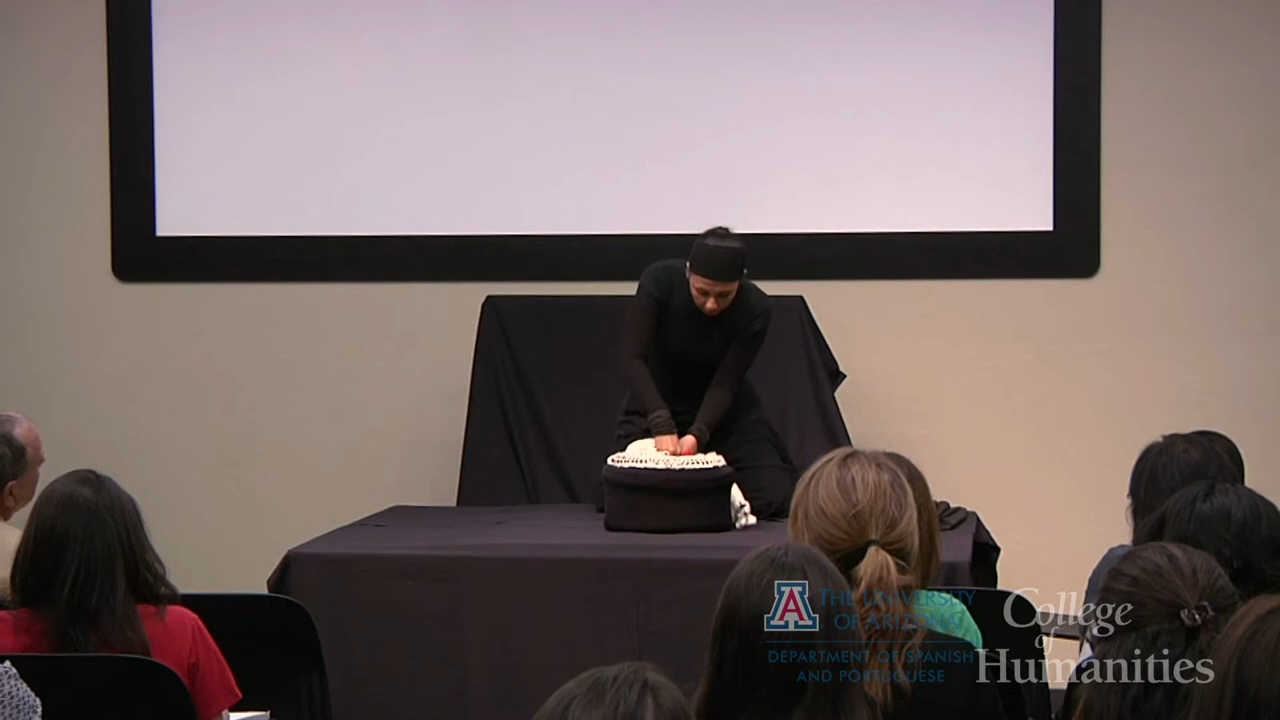 A
THE UNIVERSITY
OF ARIZONA
DEPARTMENT OF SPANISH
AND PORTUGUESE
College
of
Humanities